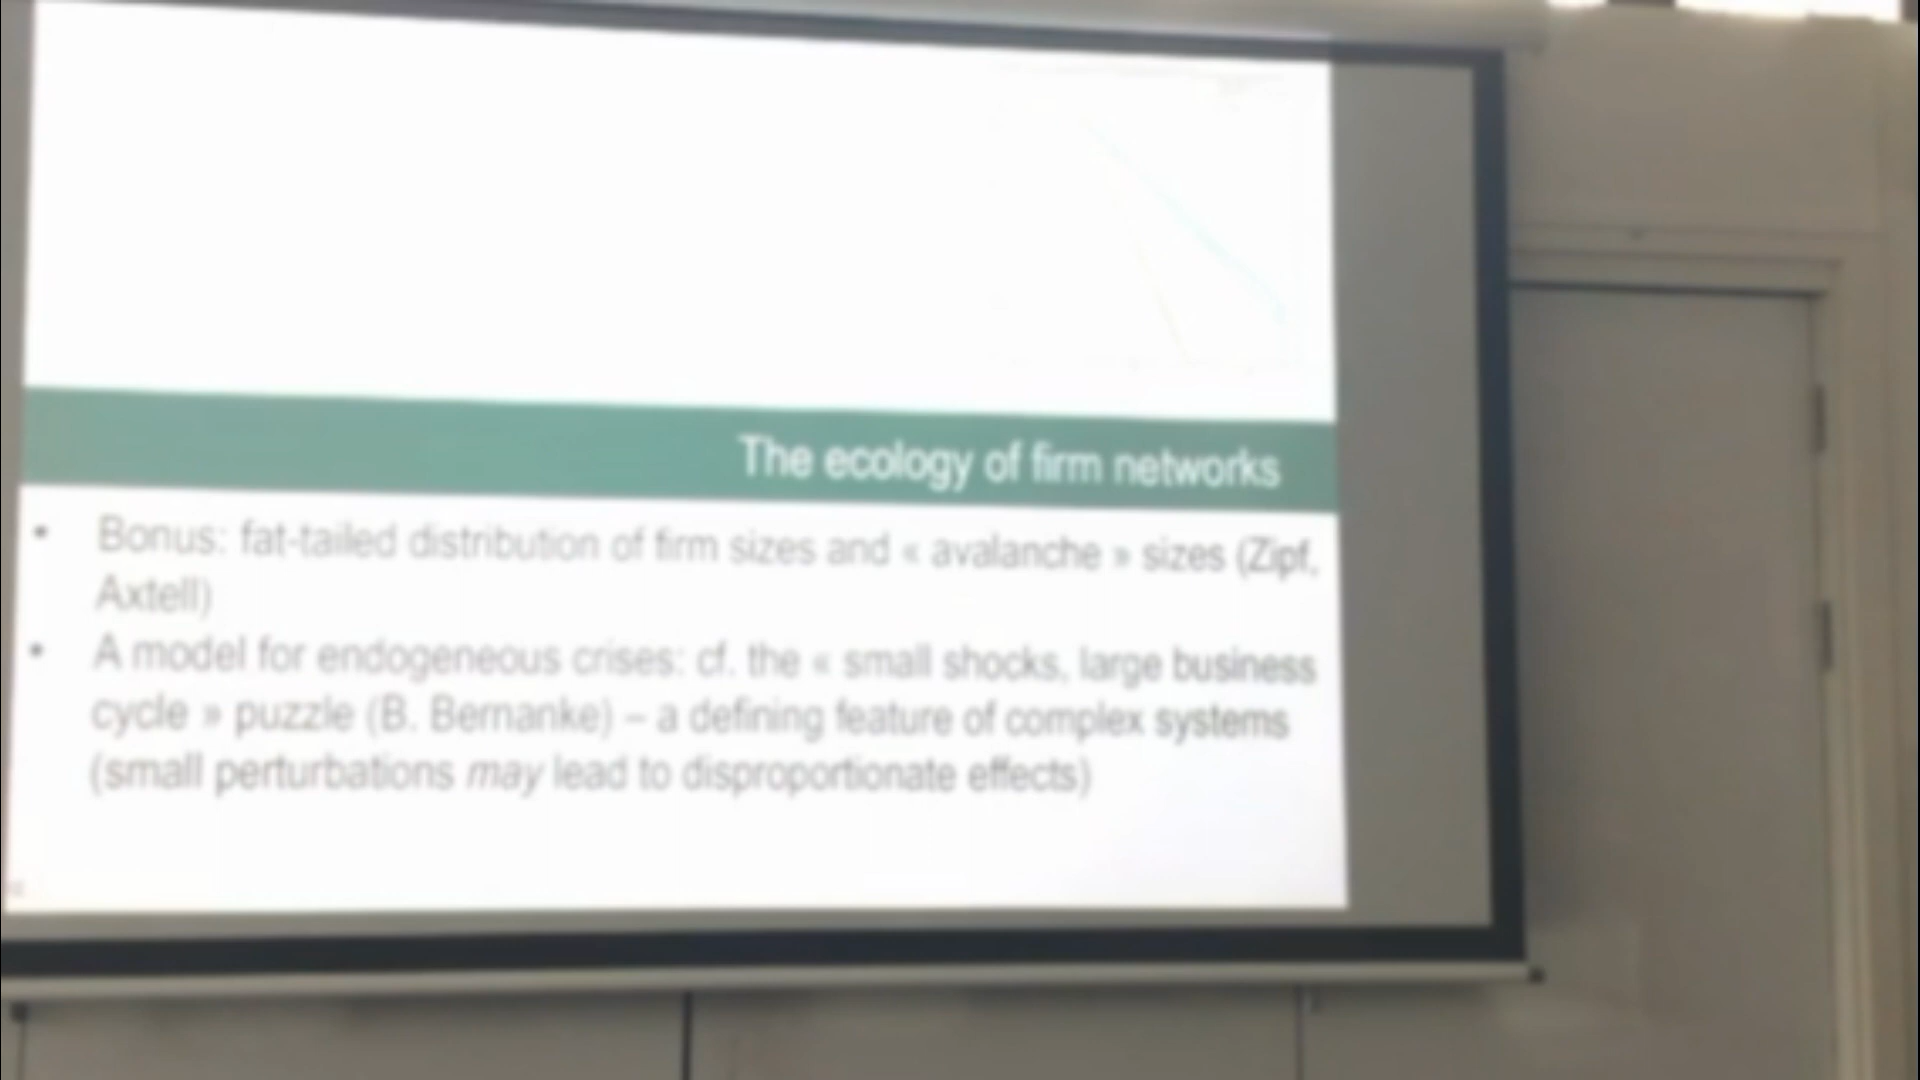 The ecology of firm networks
• Bonus: fat-tailed distribution of firm sizes and « avalanche » sizes (Zipf,
Axtell)
• A model for endogeneous crises: cf. the « small shocks, large business
cycle » puzzle (B. Bernanke) – a defining feature of complex systems
(small perturbations may lead to disproportionate effects)